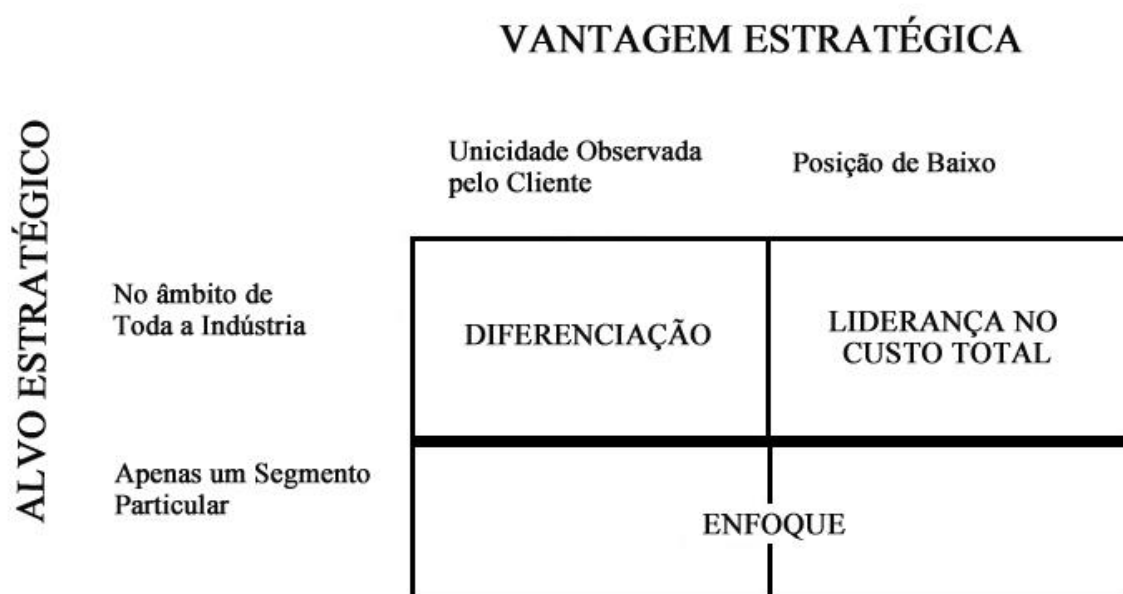 VANTAGEM ESTRATÉGICA
ALVO ESTRATÉGICO
Unicidade Observada
pelo Cliente
Posição de Baixo
No âmbito de
Toda a Indústria
DIFERENCIAÇÃO
LIDERANÇA NO
CUSTO TOTAL
Apenas um Segmento
Particular
ENFOQUE